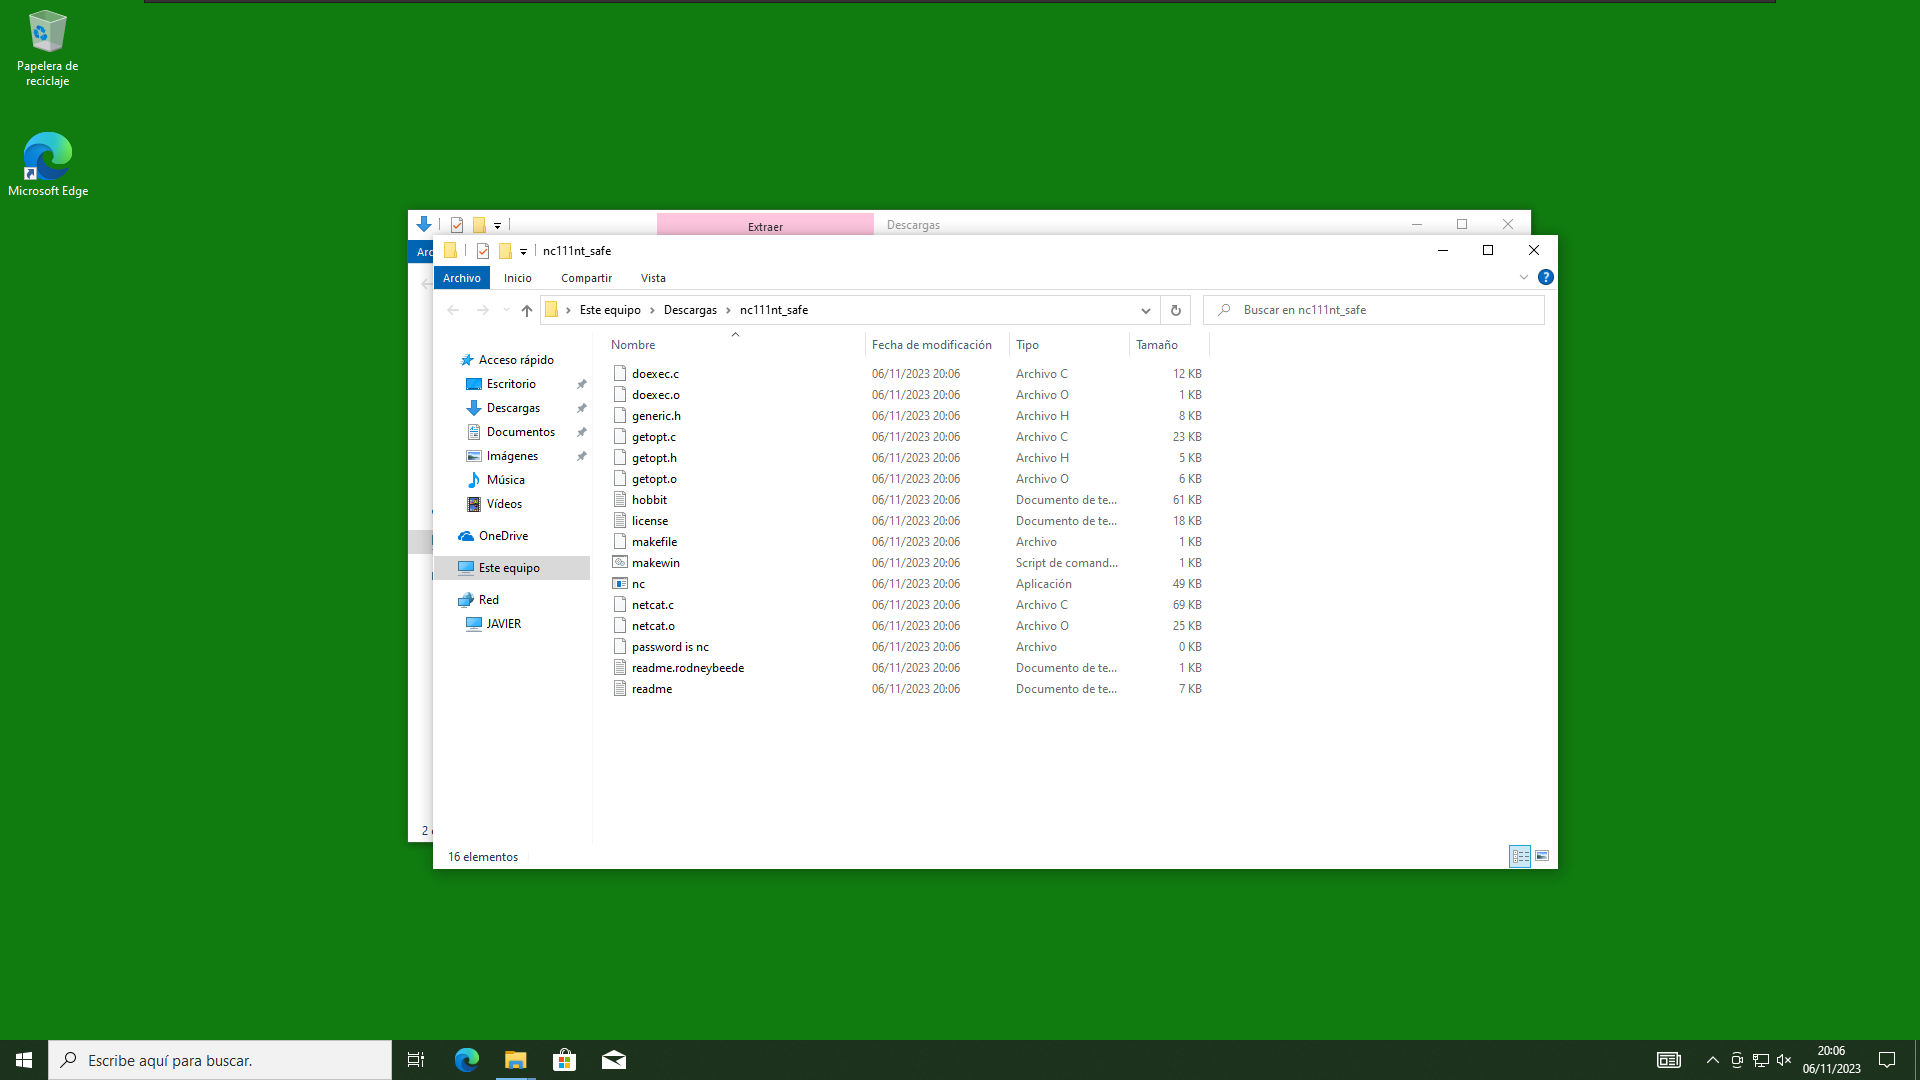 Papelera de
reciclaje
Microsoft Edge
Extraer
Descargas
nc111nt_safe
Archivo
Inicio
Compartir
Vista
Este equipo
Descargas
nc111nt_safe
Buscar en nc111nt_safe
Acceso rápido
Escritorio
Descargas
Documentos
Imágenes
Música
Vídeos
OneDrive
Este equipo
Red
JAVIER
Nombre Fecha de modificación Tipo Tamaño
doexec.c 06/11/2023 20:06 Archivo C 12 KB
doexec.o 06/11/2023 20:06 Archivo O 1 KB
generic.h 06/11/2023 20:06 Archivo H 8 KB
getopt.c 06/11/2023 20:06 Archivo C 23 KB
getopt.h 06/11/2023 20:06 Archivo H 5 KB
getopt.o 06/11/2023 20:06 Archivo O 6 KB
hobbit 06/11/2023 20:06 Documento de te... 61 KB
license 06/11/2023 20:06 Documento de te... 18 KB
makefile 06/11/2023 20:06 Archivo 1 KB
makewin 06/11/2023 20:06 Script de comand... 1 KB
nc 06/11/2023 20:06 Aplicación 49 KB
netcat.c 06/11/2023 20:06 Archivo C 69 KB
netcat.o 06/11/2023 20:06 Archivo O 25 KB
password is nc 06/11/2023 20:06 Archivo 0 KB
readme.rodneybeede 06/11/2023 20:06 Documento de te... 1 KB
readme 06/11/2023 20:06 Documento de te... 7 KB
16 elementos
Escribe aquí para buscar.
20:06
06/11/2023